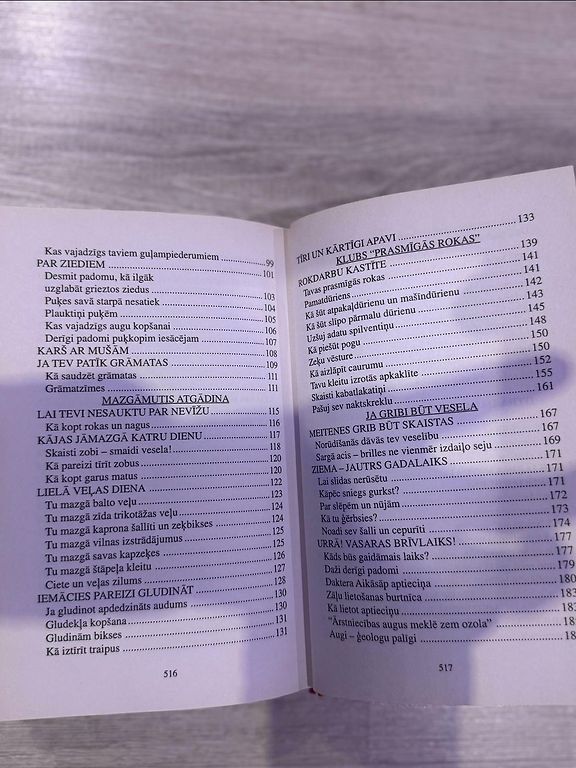 Kas vajadzīgs taviem guļampiederumiem ..... 99
PAR ZIEDIEM ..... 101
Desmit padomu, kā ilgāk
uzglabāt grieztos ziedus ..... 103
Puķes savā starpā nesatiek ..... 104
Plauktiņi puķēm ..... 105
Kas vajadzīgs augu kopšanai ..... 106
Derīgi padomi puķkopim iesācējam ..... 107
KARŠ AR MUŠĀM ..... 108
JA TEV PATĪK GRĀMATAS ..... 109
Kā saudzēt grāmatas ..... 111
Grāmatzīmes ..... 111
MAZGĀMUTIS ATGĀDINA
LAI TEVI NESAUKTU PAR NEVĪŽU ..... 115
Kā kopt rokas un nagus ..... 116
KĀJAS JĀMAZGĀ KATRU DIENU ..... 117
Skaisti zobi – smaidi vesela! ..... 118
Kā pareizi tīrīt zobus ..... 120
Kā kopt garus matus ..... 120
LIELĀ VEĻAS DIENA ..... 122
Tu mazgā balto veļu ..... 123
Tu mazgā zīda trikotāžas veļu ..... 124
Tu mazgā kaprona šallīti un zeķbikses ..... 124
Tu mazgā vilnas izstrādājumus ..... 125
Tu mazgā savas kapzeķes ..... 125
Tu mazgā štāpeļa kleitu ..... 126
Ciete un veļas zilums ..... 127
IEMĀCIES PAREIZI GLUDINĀT ..... 128
Ja gludinot apdedzināts audums ..... 130
Gludekļa kopšana ..... 130
Gludinām bikses ..... 131
Kā iztīrīt traipus ..... 131
516
TĪRI UN KĀRTĪGI APAVI ..... 133
KLUBS "PRASMĪGĀS ROKAS"
ROKDARBU KASTĪTE ..... 139
Tavas prasmīgās rokas ..... 141
Pamatdūriens ..... 141
Kā šūt atpakaļdūrienu un mašīndūrienu ..... 142
Kā šūt slīpo pārmalu dūrienu ..... 143
Uzšuj adatu spilventiņu ..... 145
Kā piešūt pogu ..... 148
Zeķu vēsture ..... 150
Kā aizlāpīt caurumu ..... 150
Tavu kleitu izrotās apkaklīte ..... 152
Skaisti kabatlakatiņi ..... 155
Pašuj sev naktskreklu ..... 161
JA GRIBI BŪT VESELA
MEITENES GRIB BŪT SKAISTAS ..... 167
Norūdīšanās dāvās tev veselību ..... 167
Sargā acis – brilles ne vienmēr izdaiļo seju ..... 169
ZIEMA – JAUTRS GADALAIKS ..... 171
Lai slidas nerūsētu ..... 171
Kāpēc sniegs gurkst? ..... 171
Par slēpēm un nūjām ..... 172
Kā tu ģērbsies? ..... 173
Noadi sev šalli un cepurīti ..... 174
URRĀ! VASARAS BRĪVLAIKS! ..... 177
Kāds būs gaidāmais laiks? ..... 177
Daži derīgi padomi ..... 179
Daktera Aikāsāp aptieciņa ..... 180
Zāļu lietošanas burtnīca ..... 183
Kā lietot aptieciņu .....
"Ārstniecības augus meklē zem ozola" .....
Augi – ģeologu palīgi .....
517